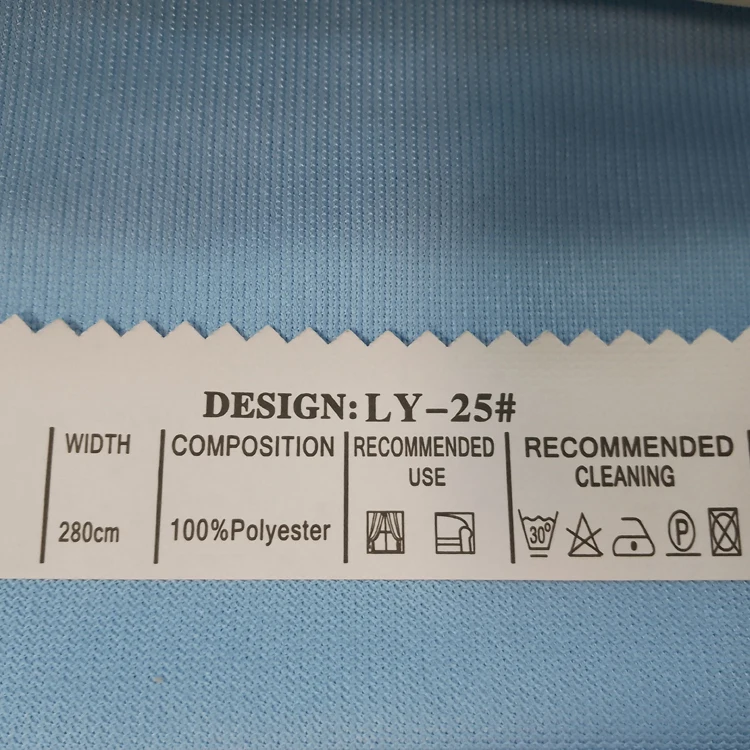 DESIGN: LY-25#
WIDTH
280cm
COMPOSITION
100%Polyester
RECOMMENDED
USE
RECOMMENDED
CLEANING
30°
P